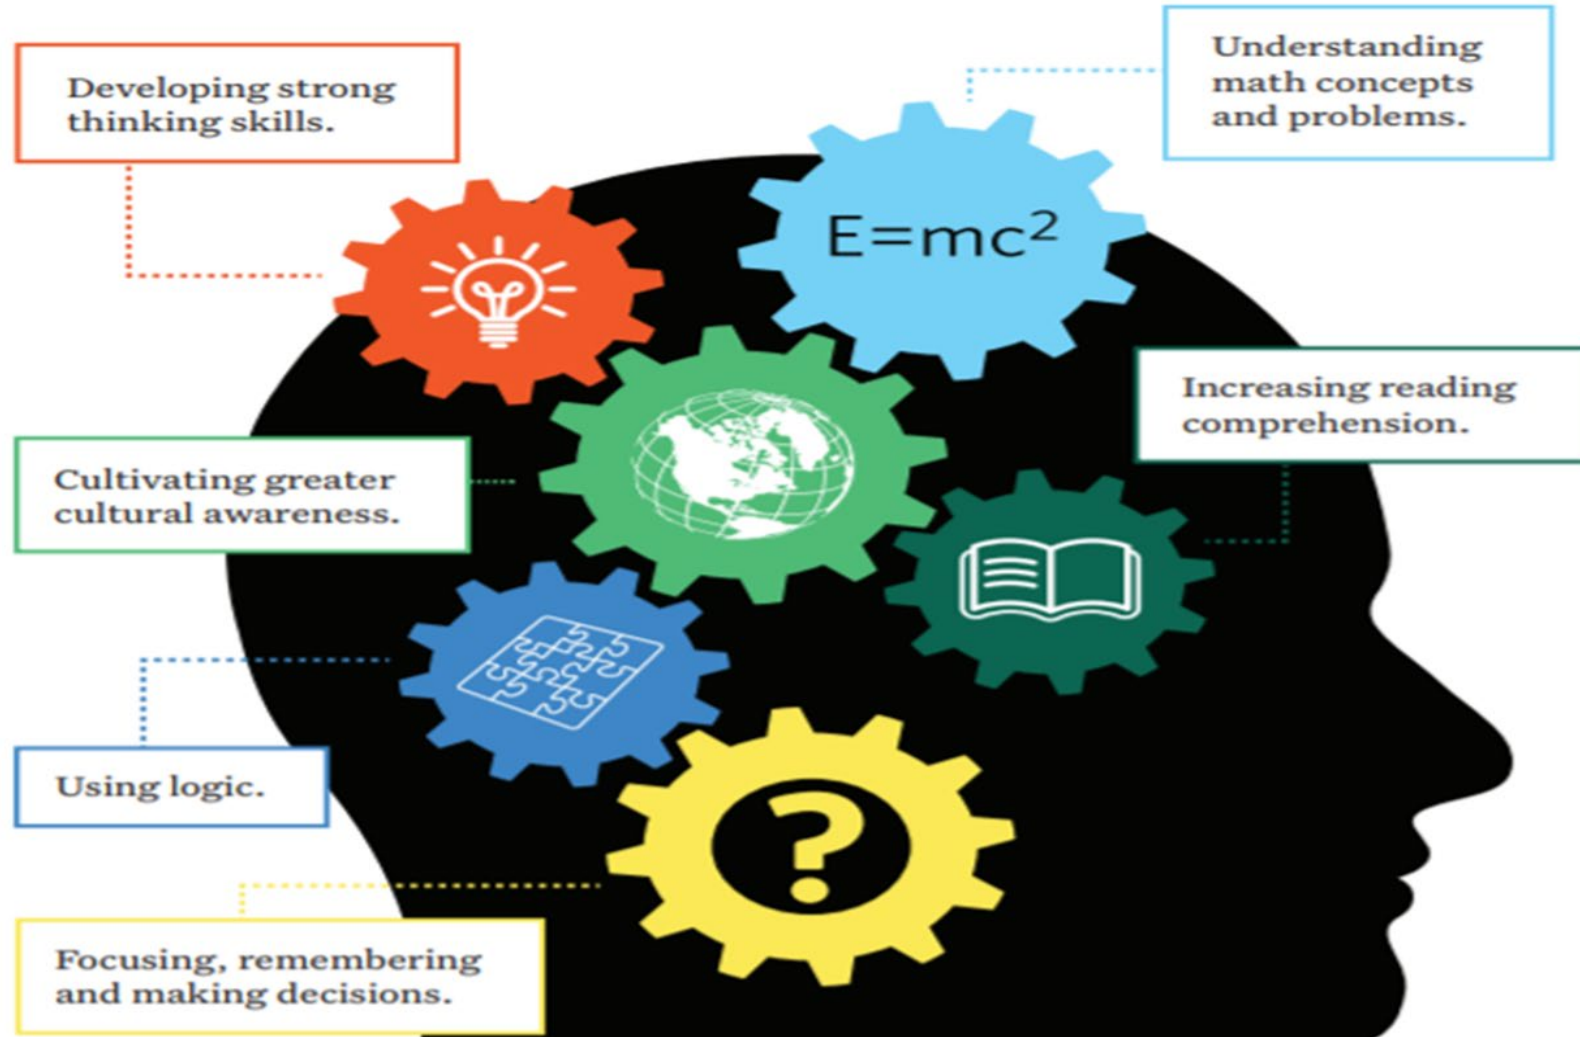 Developing strong
thinking skills.
Understanding
math concepts
and problems.
E=mc²
Increasing reading
comprehension.
Cultivating greater
cultural awareness.
Using logic.
?
Focusing, remembering
and making decisions.